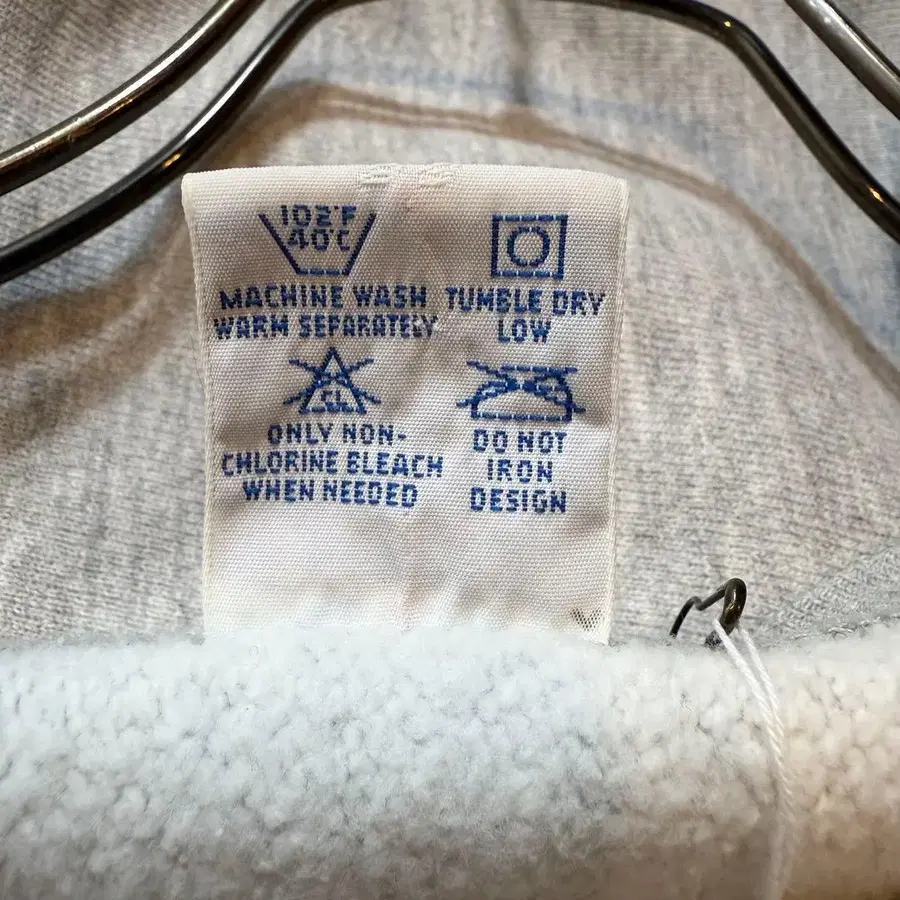 102°F
40°C
MACHINE WASH
WARM SEPARATELY
TUMBLE DRY
LOW
CL
ONLY NON-
CHLORINE BLEACH
WHEN NEEDED
DO NOT
IRON
DESIGN